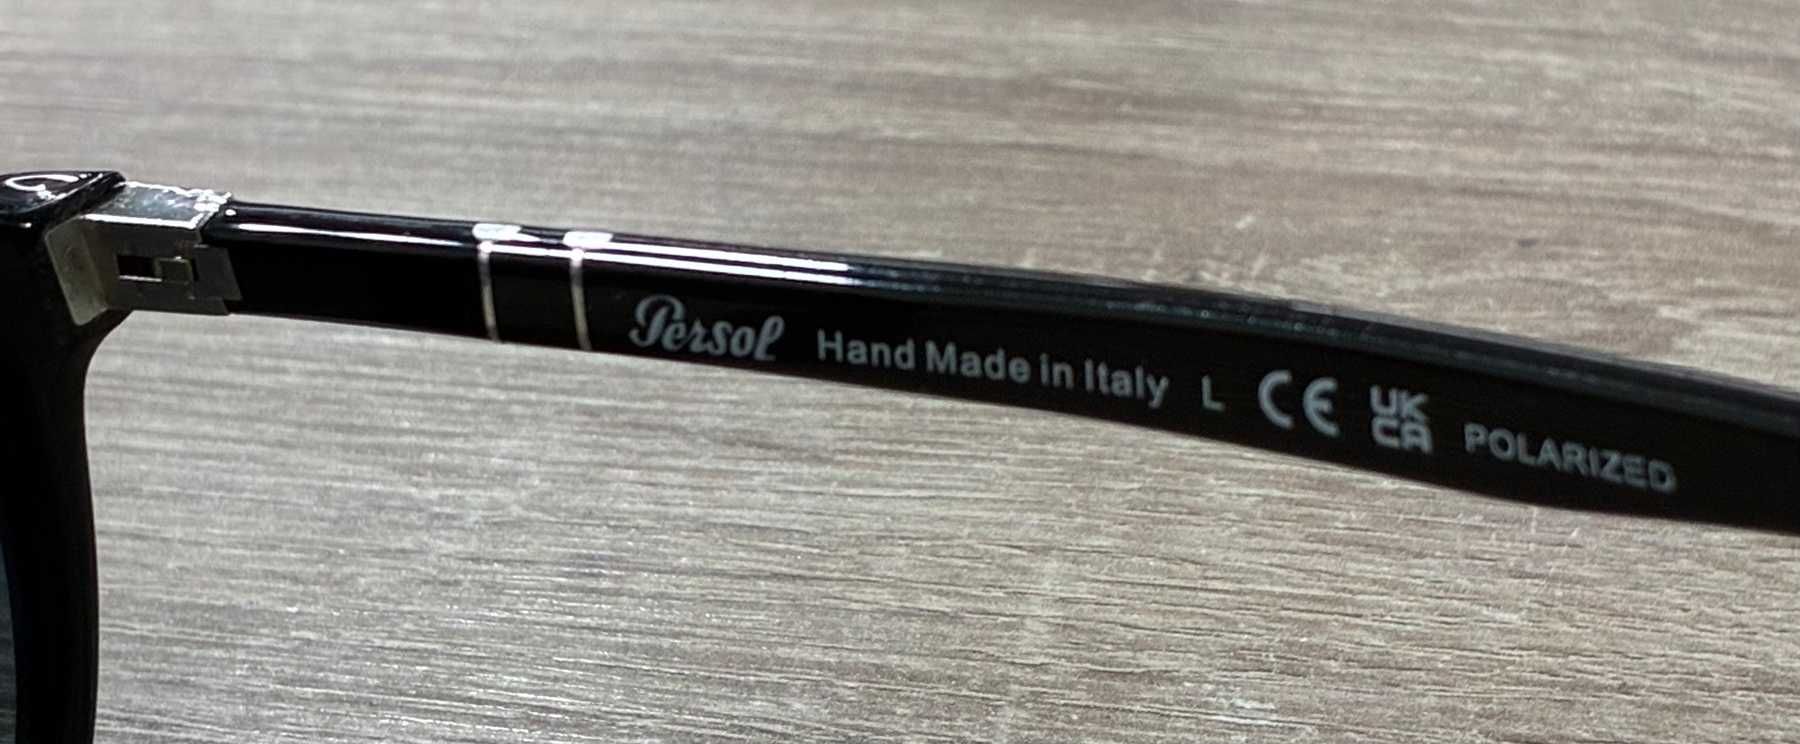 Persol Hand Made in Italy L CE UK
CA POLARIZED